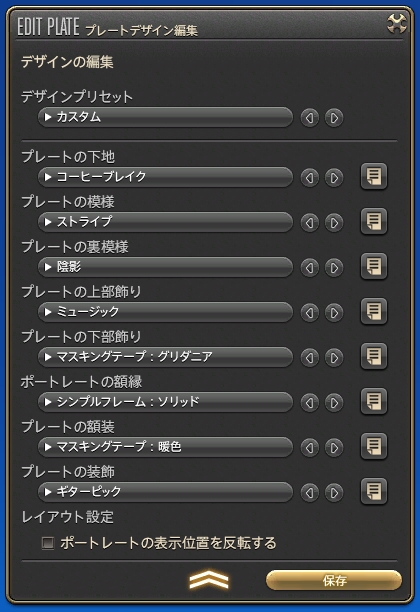 EDIT PLATE プレートデザイン編集
デザインの編集
デザインプリセット
カスタム
プレートの下地
コーヒーブレイク
プレートの模様
ストライプ
プレートの裏模様
陰影
プレートの上部飾り
ミュージック
プレートの下部飾り
マスキングテープ：グリダニア
ポートレートの額縁
シンプルフレーム：ソリッド
プレートの額装
マスキングテープ：暖色
プレートの装飾
ギターピック
レイアウト設定
ポートレートの表示位置を反転する
保存